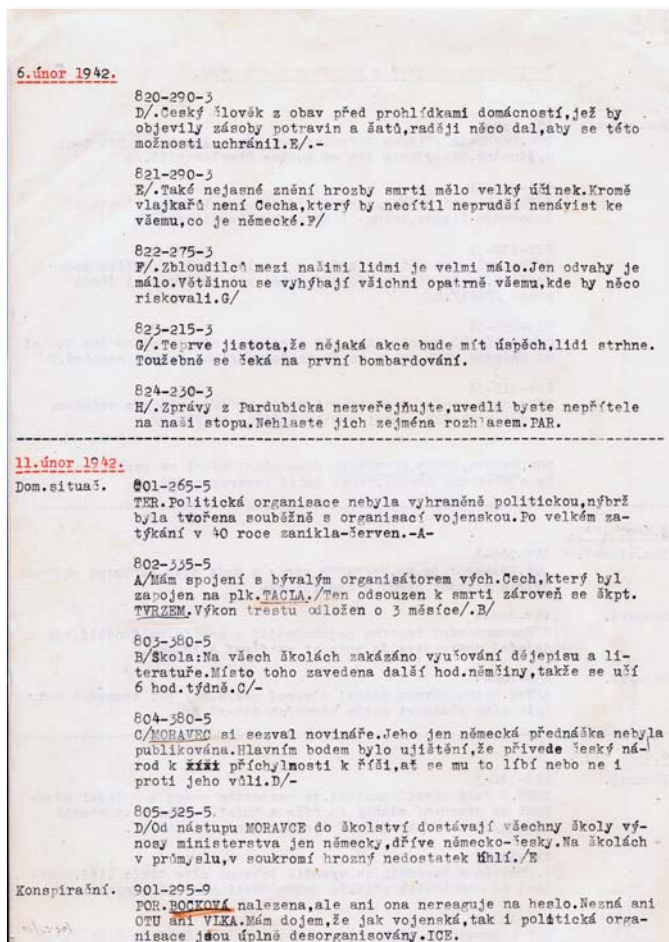 6.únor 1942.
820-290-3
D/.Český člověk z obav před prohlídkami domácností,jež by
objevily zásoby potravin a šatů,raději něco dal,aby se této
možnosti uchránil.E/.-
821-290-3
E/.Také nejasné znění hrozby smrti mělo velký účinek.Kromě
vlajkařů není Čecha,který by necítil neprudší nenávist ke
všemu,co je německé.F/
822-275-3
F/.Zbloudilců mezi našimi lidmi je velmi málo.Jen odvahy je
málo.Většinou se vyhýbají všichni opatrně všemu,kde by něco
riskovali.G/
823-215-3
G/.Teprve jistota,že nějaká akce bude mít úspěch,lidi strhne.
Toužebně se čeká na první bombardování.
824-230-3
H/.Zprávy z Pardubicka nezveřejňujte,uvedli byste nepřítele
na naši stopu.Nehlaste jich zejména rozhlasem.PAR.
11.únor 1942.
Dom.situač. 801-265-5
TER.Politická organisace nebyla vyhraněně politickou,nýbrž
byla tvořena souběžně s organisací vojenskou.Po velkém za-
týkání v 40 roce zanikla-červen.-A-
802-335-5
A/Mám spojení s bývalým organisátorem vých.Čech,který byl
zapojen na plk.TACLA./Ten odsouzen k smrti zároveň se škpt.
TVRZEM.Výkon trestu odložen o 3 měsíce/.B/
803-380-5
B/Škola:Na všech školách zakázáno vyučování dějepisu a li-
teratuře.Místo toho zavedena další hod.němčiny,takže se učí
6 hod.týdně.C/-
804-380-5
C/MORAVEC si sezval novináře.Jeho jen německá přednáška nebyla
publikována.Hlavním bodem bylo ujištění,že přivede český ná-
rod k příchylnosti k říši,ať se mu to líbí nebo ne i
proti jeho vůli.D/-
805-325-5.
D/Od nástupu MORAVCE do školství dostávají všechny školy vý-
nosy ministerstva jen německy,dříve německo-česky.Na školách
v průmyslu,v soukromí hrozný nedostatek uhlí./E
Konspirační. 901-295-9
POR.BOCKOVÁ nalezena,ale ani ona nereaguje na heslo.Nezná ani
OTU ani VLKA.Mám dojem,že jak vojenská,tak i politická orga-
nisace jsou úplně desorganisovány.ICE.